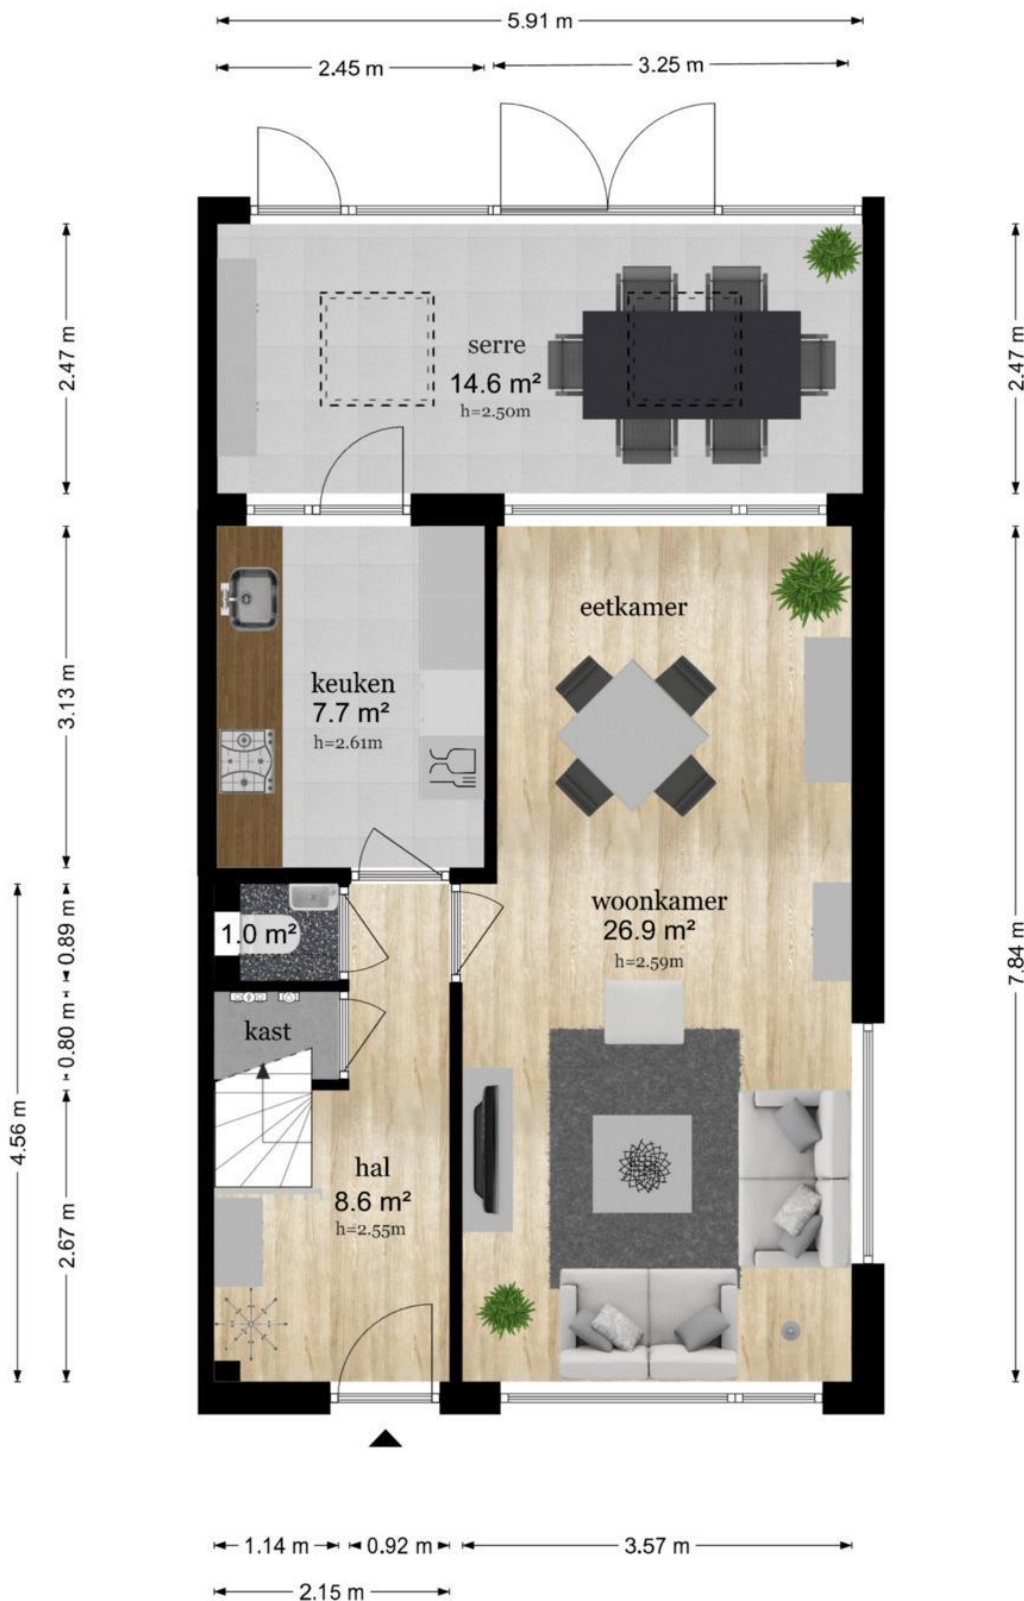 5.91 m
2.45 m
3.25 m
2.47 m
2.47 m
serre
14.6 m²
h=2.50m
3.13 m
keuken
7.7 m²
h=2.61m
eetkamer
woonkamer
26.9 m²
h=2.59m
7.84 m
0.89 m
1.0 m²
0.80 m
kast
4.56 m
2.67 m
hal
8.6 m²
h=2.55m
1.14 m
0.92 m
3.57 m
2.15 m